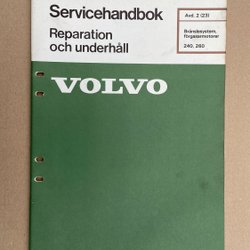 Servicehandbok
Reparation
och underhåll
Avd. 2 (23)
Bränslesystem,
förgasarmotorer
240, 260
VOLVO